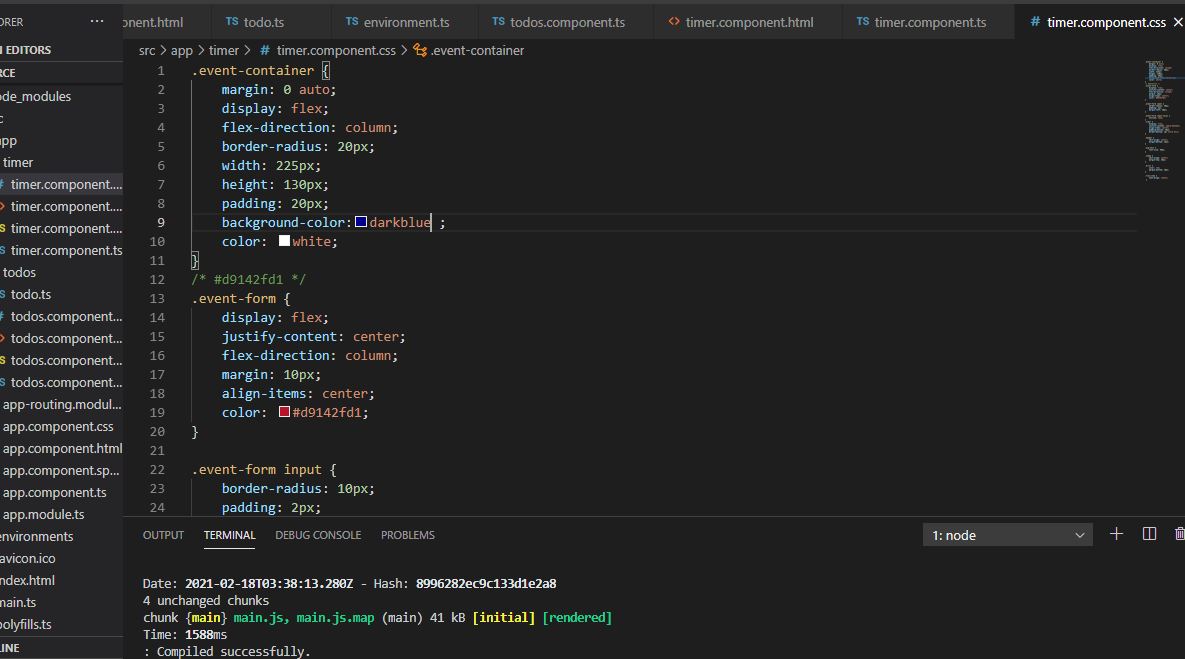 ORER ···
onent.html TS todo.ts TS environment.ts TS todos.component.ts <> timer.component.html TS timer.component.ts # timer.component.css ×
N EDITORS
RCE
ode_modules
c
pp
timer
# timer.component....
> timer.component....
S timer.component....
S timer.component.ts
todos
S todo.ts
# todos.component...
> todos.component...
S todos.component...
S todos.component...
app-routing.modul...
app.component.css
app.component.html
app.component.sp...
app.component.ts
app.module.ts
environments
avicon.ico
ndex.html
main.ts
polyfills.ts
LINE
src > app > timer > # timer.component.css > .event-container
1 .event-container {
2 margin: 0 auto;
3 display: flex;
4 flex-direction: column;
5 border-radius: 20px;
6 width: 225px;
7 height: 130px;
8 padding: 20px;
9 background-color: darkblue ;
10 color: white;
11 }
12 /* #d9142fd1 */
13 .event-form {
14 display: flex;
15 justify-content: center;
16 flex-direction: column;
17 margin: 10px;
18 align-items: center;
19 color: #d9142fd1;
20 }
21
22 .event-form input {
23 border-radius: 10px;
24 padding: 2px;
OUTPUT TERMINAL DEBUG CONSOLE PROBLEMS 1: node
Date: 2021-02-18T03:38:13.280Z - Hash: 8996282ec9c133d1e2a8
4 unchanged chunks
chunk {main} main.js, main.js.map (main) 41 kB [initial] [rendered]
Time: 1588ms
: Compiled successfully.